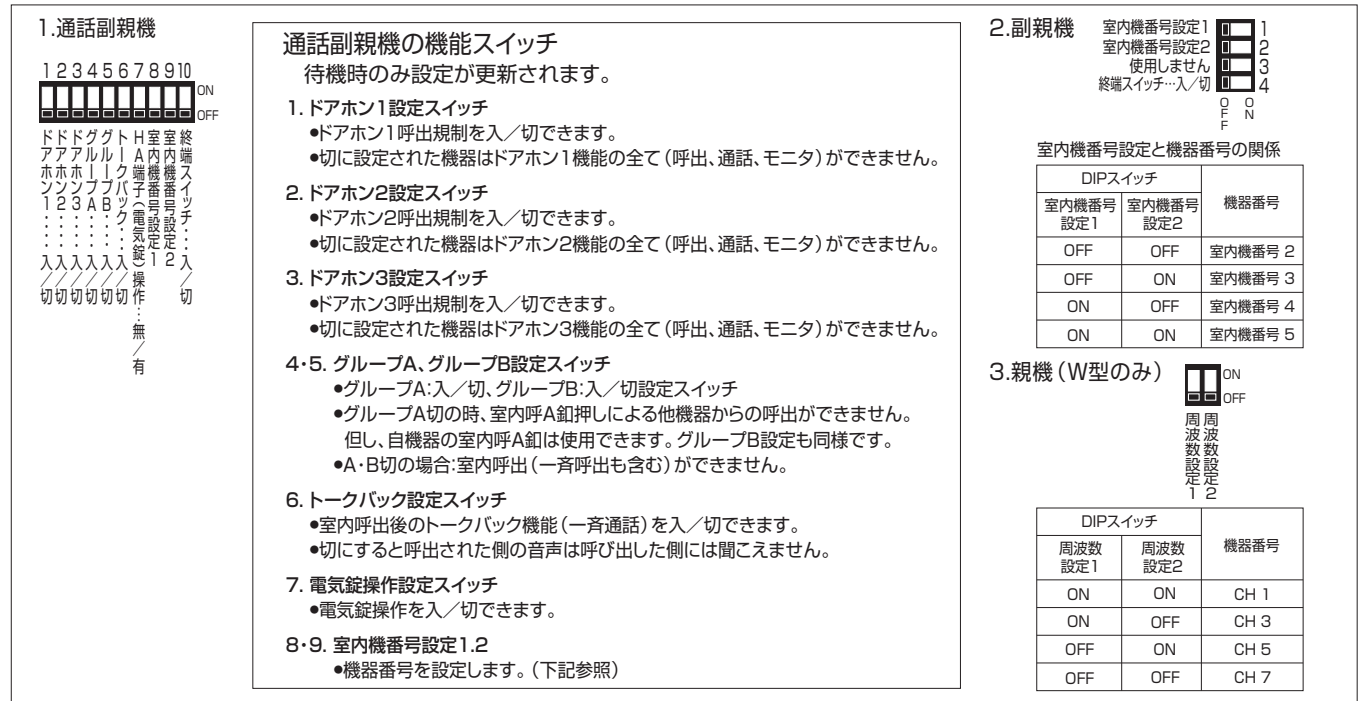 1.通話副親機
1 2 3 4 5 6 7 8 9 10
ON
OFF
ドアホン1・・・・入／切
ドアホン2・・・・入／切
ドアホン3・・・・入／切
グループA・・・入／切
グループB・・・入／切
トークバック・・・入／切
HA端子（電気錠）操作…無／有
室内機番号設定1
室内機番号設定2
終端スイッチ・・・入／切
通話副親機の機能スイッチ
待機時のみ設定が更新されます。
1. ドアホン1設定スイッチ
●ドアホン1呼出規制を入／切できます。
●切に設定された機器はドアホン1機能の全て（呼出、通話、モニタ）ができません。
2. ドアホン2設定スイッチ
●ドアホン2呼出規制を入／切できます。
●切に設定された機器はドアホン2機能の全て（呼出、通話、モニタ）ができません。
3. ドアホン3設定スイッチ
●ドアホン3呼出規制を入／切できます。
●切に設定された機器はドアホン3機能の全て（呼出、通話、モニタ）ができません。
4・5. グループA、グループB設定スイッチ
●グループA：入／切、グループB：入／切設定スイッチ
●グループA切の時、室内呼A釦押しによる他機器からの呼出ができません。
但し、自機器の室内呼A釦は使用できます。グループB設定も同様です。
●A・B切の場合：室内呼出（一斉呼出も含む）ができません。
6. トークバック設定スイッチ
●室内呼出後のトークバック機能（一斉通話）を入／切できます。
●切にすると呼出された側の音声は呼び出した側には聞こえません。
7. 電気錠操作設定スイッチ
●電気錠操作を入／切できます。
8・9. 室内機番号設定1.2
●機器番号を設定します。（下記参照）
2.副親機
室内機番号設定1 1
室内機番号設定2 2
使用しません 3
終端スイッチ…入／切 4
OFF ON
室内機番号設定と機器番号の関係
DIPスイッチ 機器番号
室内機番号設定1 室内機番号設定2
OFF OFF 室内機番号 2
OFF ON 室内機番号 3
ON OFF 室内機番号 4
ON ON 室内機番号 5
3.親機（W型のみ）
ON
OFF
周波数設定1
周波数設定2
DIPスイッチ 機器番号
周波数設定1 周波数設定2
ON ON CH 1
ON OFF CH 3
OFF ON CH 5
OFF OFF CH 7